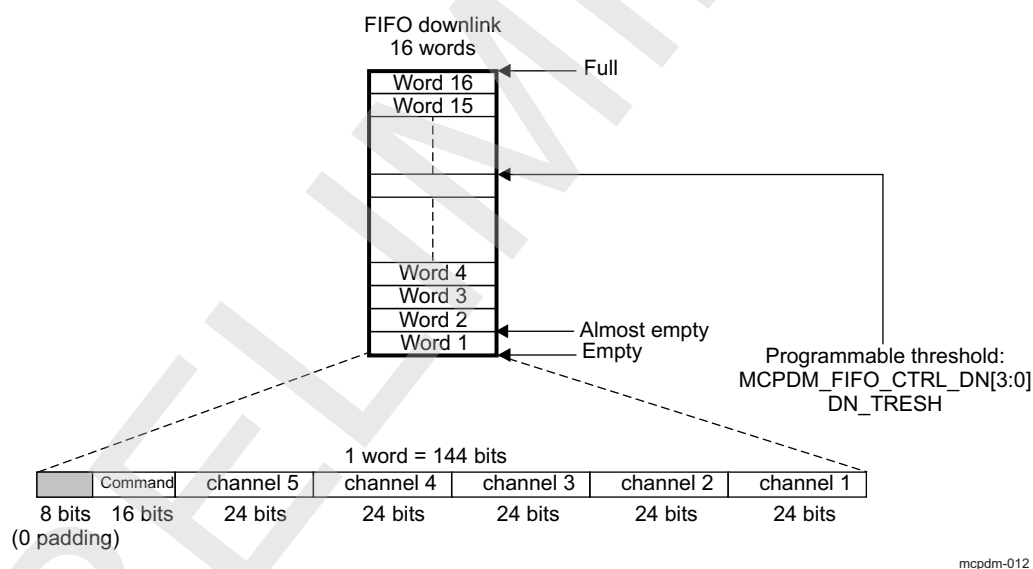 FIFO downlink
16 words
Full
Word 16
Word 15
Word 4
Word 3
Word 2
Almost empty
Word 1
Empty
Programmable threshold:
MCPDM_FIFO_CTRL_DN[3:0]
DN_TRESH
1 word = 144 bits
Command channel 5 channel 4 channel 3 channel 2 channel 1
8 bits 16 bits 24 bits 24 bits 24 bits 24 bits 24 bits
(0 padding)
mcpdm-012